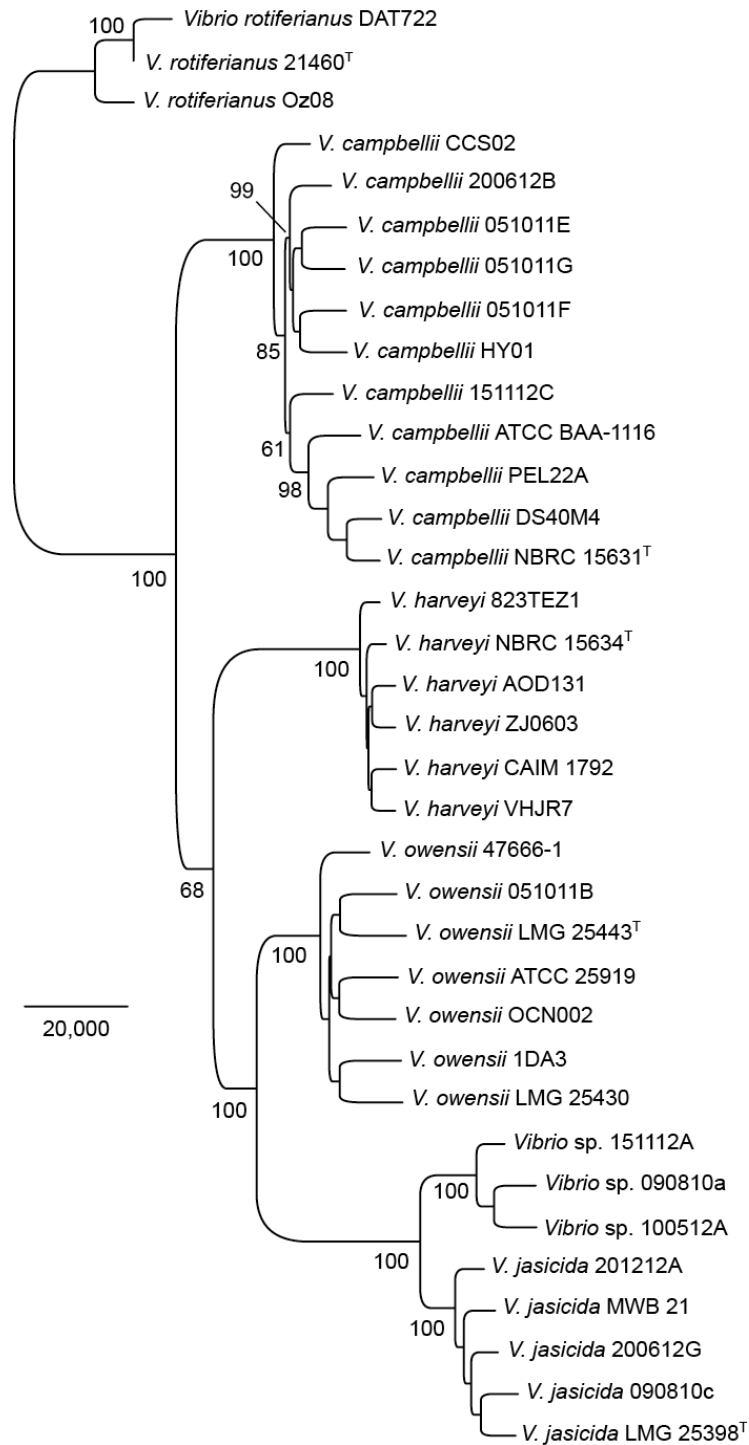 100
Vibrio rotiferianus DAT722
V. rotiferianus 21460ᵀ
V. rotiferianus Oz08
V. campbellii CCS02
99
V. campbellii 200612B
V. campbellii 051011E
100
V. campbellii 051011G
V. campbellii 051011F
85
V. campbellii HY01
V. campbellii 151112C
61
V. campbellii ATCC BAA-1116
98
V. campbellii PEL22A
V. campbellii DS40M4
V. campbellii NBRC 15631ᵀ
100
V. harveyi 823TEZ1
V. harveyi NBRC 15634ᵀ
100
V. harveyi AOD131
V. harveyi ZJ0603
V. harveyi CAIM 1792
V. harveyi VHJR7
V. owensii 47666-1
68
V. owensii 051011B
V. owensii LMG 25443ᵀ
100
V. owensii ATCC 25919
V. owensii OCN002
20,000
V. owensii 1DA3
V. owensii LMG 25430
100
Vibrio sp. 151112A
Vibrio sp. 090810a
100
Vibrio sp. 100512A
100
V. jasicida 201212A
V. jasicida MWB 21
100
V. jasicida 200612G
V. jasicida 090810c
V. jasicida LMG 25398ᵀ